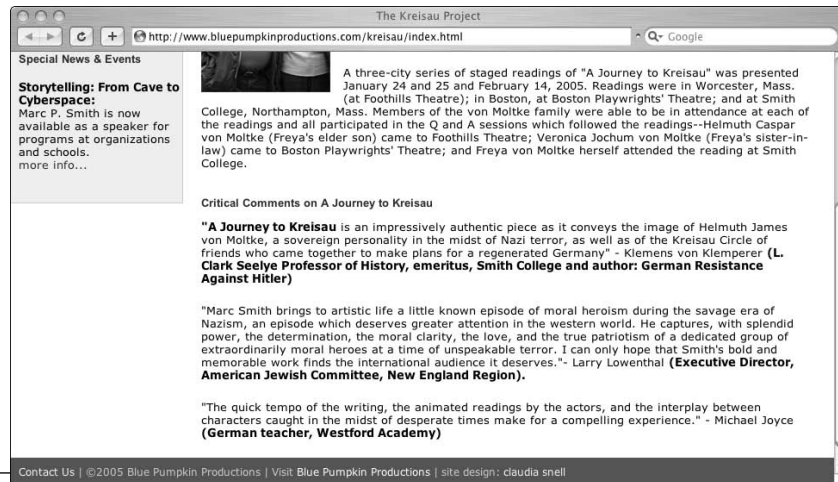 The Kreisau Project
http://www.bluepumpkinproductions.com/kreisau/index.html
Google
Special News & Events
Storytelling: From Cave to
Cyberspace:
Marc P. Smith is now
available as a speaker for
programs at organizations
and schools.
more info...
A three-city series of staged readings of "A Journey to Kreisau" was presented
January 24 and 25 and February 14, 2005. Readings were in Worcester, Mass.
(at Foothills Theatre); in Boston, at Boston Playwrights' Theatre; and at Smith
College, Northampton, Mass. Members of the von Moltke family were able to be in attendance at each of
the readings and all participated in the Q and A sessions which followed the readings--Helmuth Caspar
von Moltke (Freya's elder son) came to Foothills Theatre; Veronica Jochum von Moltke (Freya's sister-in-
law) came to Boston Playwrights' Theatre; and Freya von Moltke herself attended the reading at Smith
College.
Critical Comments on A Journey to Kreisau
"A Journey to Kreisau is an impressively authentic piece as it conveys the image of Helmuth James
von Moltke, a sovereign personality in the midst of Nazi terror, as well as of the Kreisau Circle of
friends who came together to make plans for a regenerated Germany" - Klemens von Klemperer (L.
Clark Seelye Professor of History, emeritus, Smith College and author: German Resistance
Against Hitler)
"Marc Smith brings to artistic life a little known episode of moral heroism during the savage era of
Nazism, an episode which deserves greater attention in the western world. He captures, with splendid
power, the determination, the moral clarity, the love, and the true patriotism of a dedicated group of
extraordinarily moral heroes at a time of unspeakable terror. I can only hope that Smith's bold and
memorable work finds the international audience it deserves."- Larry Lowenthal (Executive Director,
American Jewish Committee, New England Region).
"The quick tempo of the writing, the animated readings by the actors, and the interplay between
characters caught in the midst of desperate times make for a compelling experience." - Michael Joyce
(German teacher, Westford Academy)
Contact Us | ©2005 Blue Pumpkin Productions | Visit Blue Pumpkin Productions | site design: claudia snell